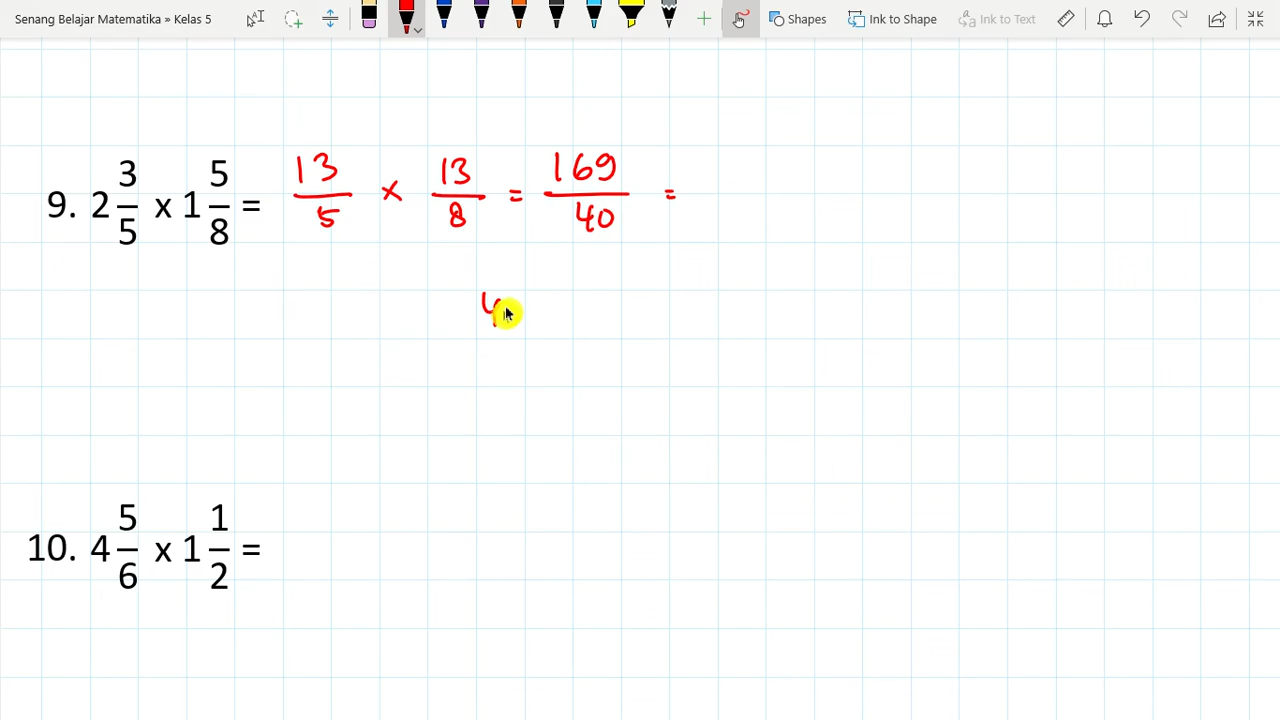 Senang Belajar Matematika » Kelas 5 Shapes Ink to Shape Ink to Text
9. 2 3/5 x 1 5/8 = 13/5 x 13/8 = 169/40 =
4
10. 4 5/6 x 1 1/2 =